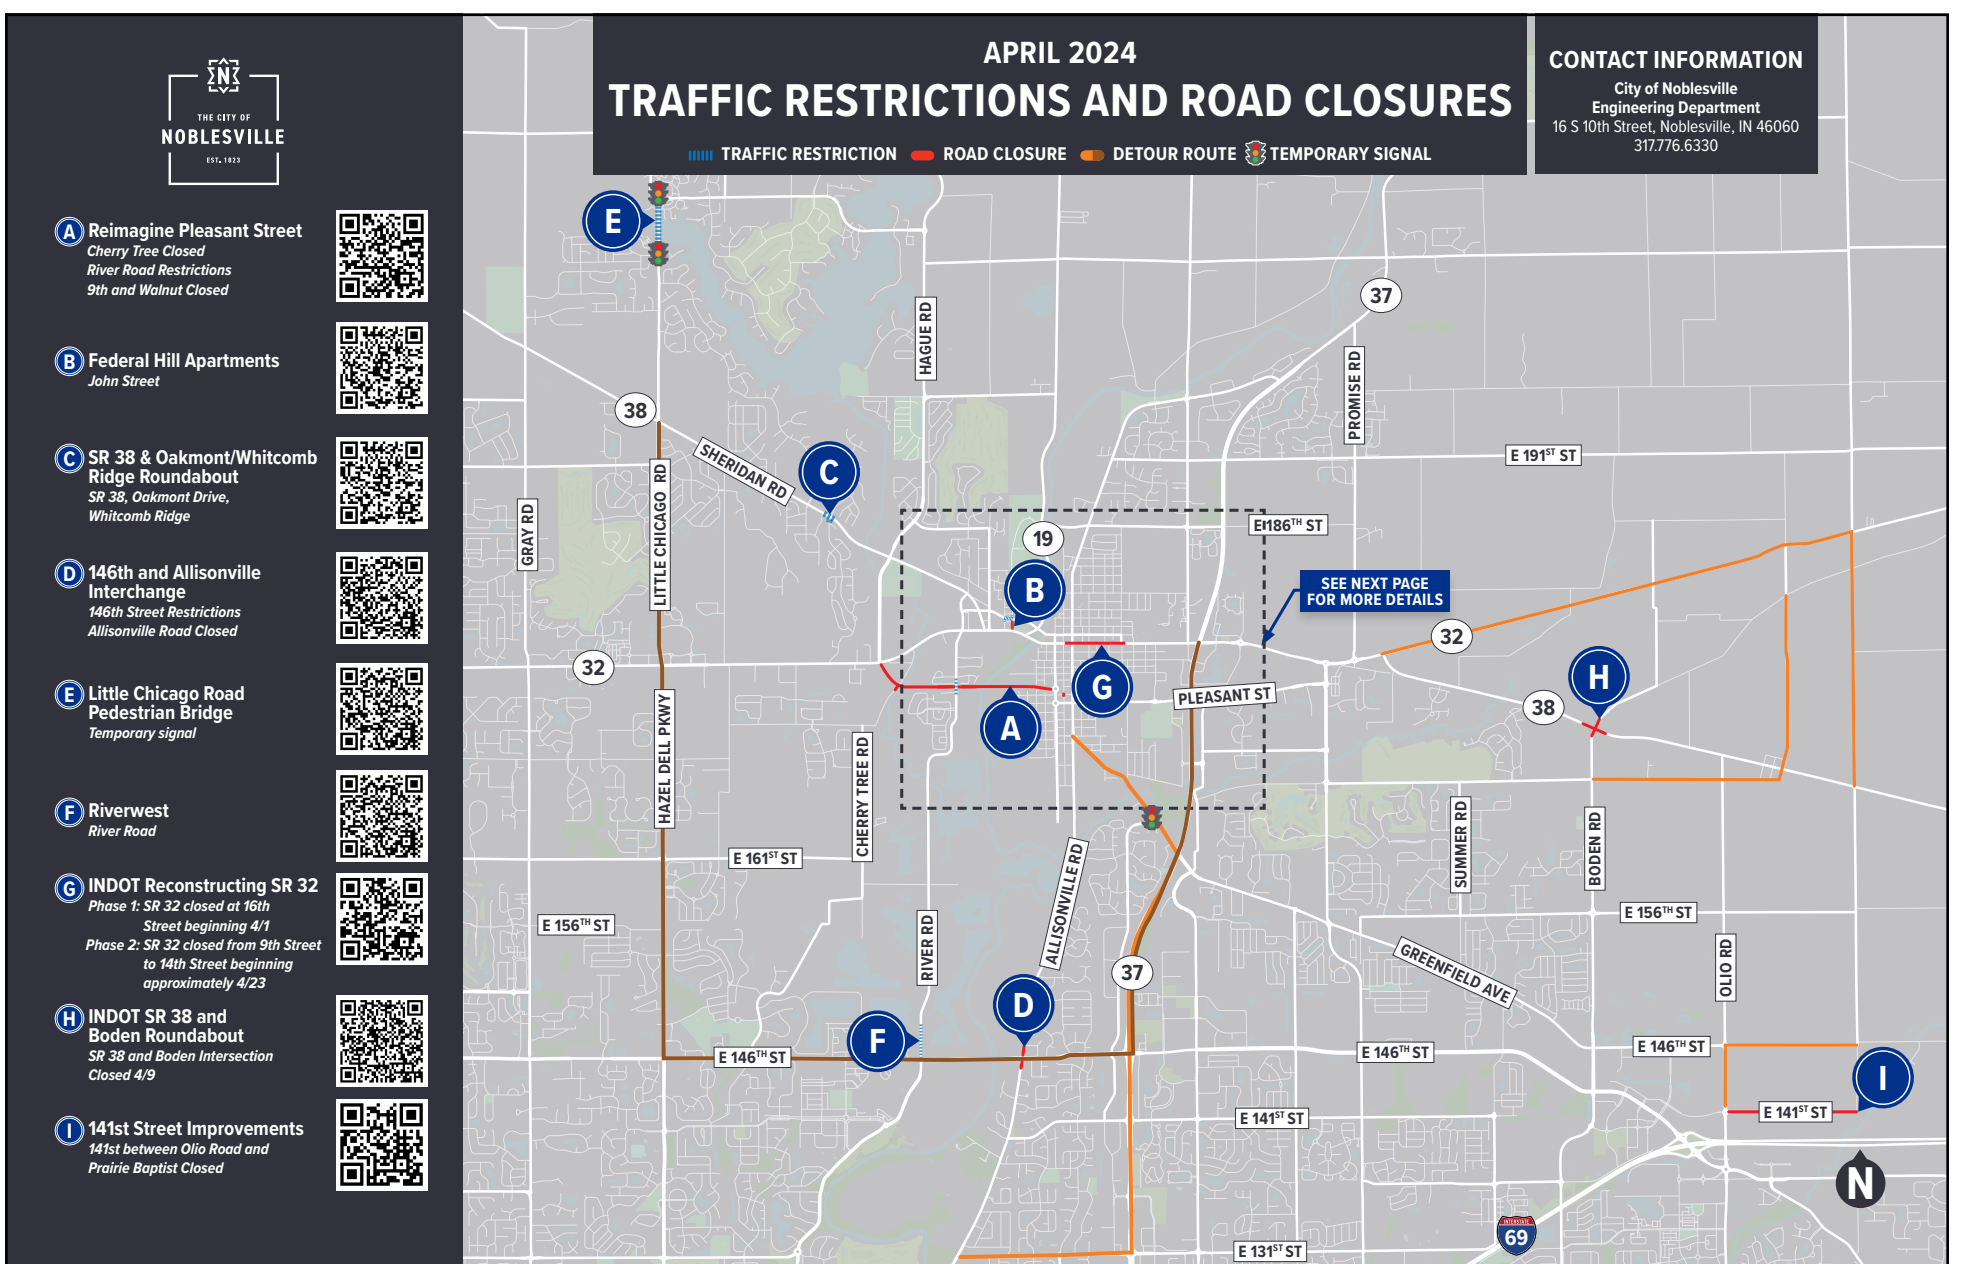 THE CITY OF
NOBLESVILLE
EST. 1823
A Reimagine Pleasant Street
Cherry Tree Closed
River Road Restrictions
9th and Walnut Closed
B Federal Hill Apartments
John Street
C SR 38 & Oakmont/Whitcomb
Ridge Roundabout
SR 38, Oakmont Drive,
Whitcomb Ridge
D 146th and Allisonville
Interchange
146th Street Restrictions
Allisonville Road Closed
E Little Chicago Road
Pedestrian Bridge
Temporary signal
F Riverwest
River Road
G INDOT Reconstructing SR 32
Phase 1: SR 32 closed at 16th
Street beginning 4/1
Phase 2: SR 32 closed from 9th Street
to 14th Street beginning
approximately 4/23
H INDOT SR 38 and
Boden Roundabout
SR 38 and Boden Intersection
Closed 4/9
I 141st Street Improvements
141st between Olio Road and
Prairie Baptist Closed
APRIL 2024
TRAFFIC RESTRICTIONS AND ROAD CLOSURES
TRAFFIC RESTRICTION ROAD CLOSURE DETOUR ROUTE TEMPORARY SIGNAL
CONTACT INFORMATION
City of Noblesville
Engineering Department
16 S 10th Street, Noblesville, IN 46060
317.776.6330
E
37
HAGUE RD
PROMISE RD
38
SHERIDAN RD
C
E 191ST ST
LITTLE CHICAGO RD
GRAY RD
E 186TH ST
19
B
SEE NEXT PAGE
FOR MORE DETAILS
32
32
H
G
PLEASANT ST
38
A
HAZEL DELL PKWY
CHERRY TREE RD
SUMMER RD
BODEN RD
E 161ST ST
ALLISONVILLE RD
E 156TH ST
E 156TH ST
RIVER RD
GREENFIELD AVE
OLIO RD
37
D
F
E 146TH ST
E 146TH ST
E 146TH ST
I
E 141ST ST
E 141ST ST
N
INTERSTATE
69
E 131ST ST